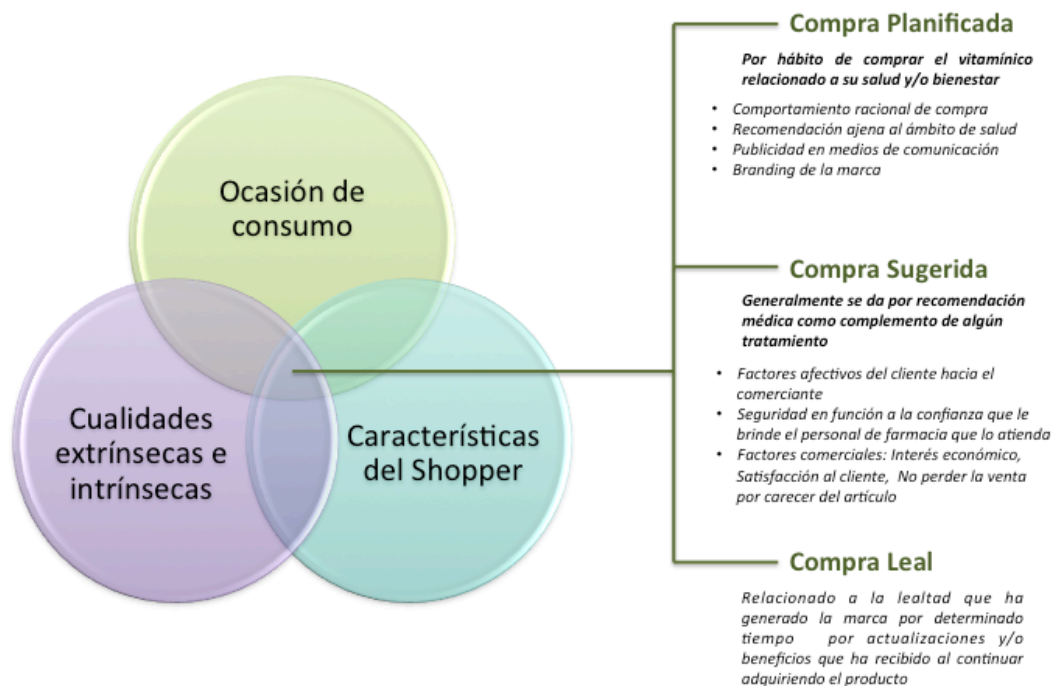 Ocasión de
consumo
Cualidades
extrínsecas e
intrínsecas
Características
del Shopper
Compra Planificada
Por hábito de comprar el vitamínico
relacionado a su salud y/o bienestar
• Comportamiento racional de compra
• Recomendación ajena al ámbito de salud
• Publicidad en medios de comunicación
• Branding de la marca
Compra Sugerida
Generalmente se da por recomendación
médica como complemento de algún
tratamiento
• Factores afectivos del cliente hacia el
comerciante
• Seguridad en función a la confianza que le
brinde el personal de farmacia que lo atienda
• Factores comerciales: Interés económico,
Satisfacción al cliente, No perder la venta
por carecer del artículo
Compra Leal
Relacionado a la lealtad que ha
generado la marca por determinado
tiempo por actualizaciones y/o
beneficios que ha recibido al continuar
adquiriendo el producto